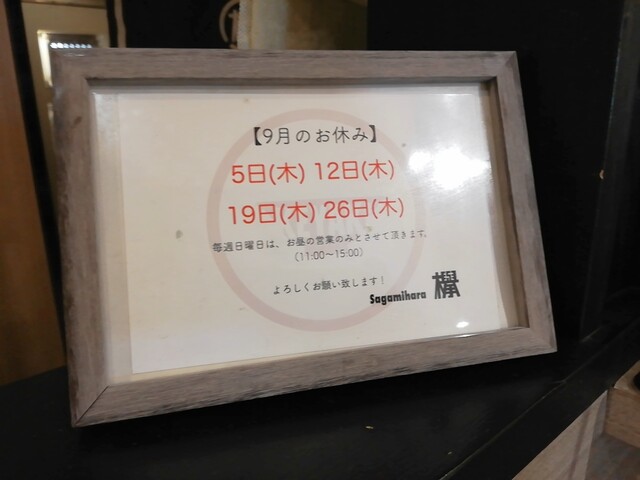 【9月のお休み】
5日(木) 12日(木)
19日(木) 26日(木)
毎週日曜日は、お昼の営業のみとさせて頂きます。
（11:00〜15:00）
よろしくお願い致します！
Sagamihara 欅